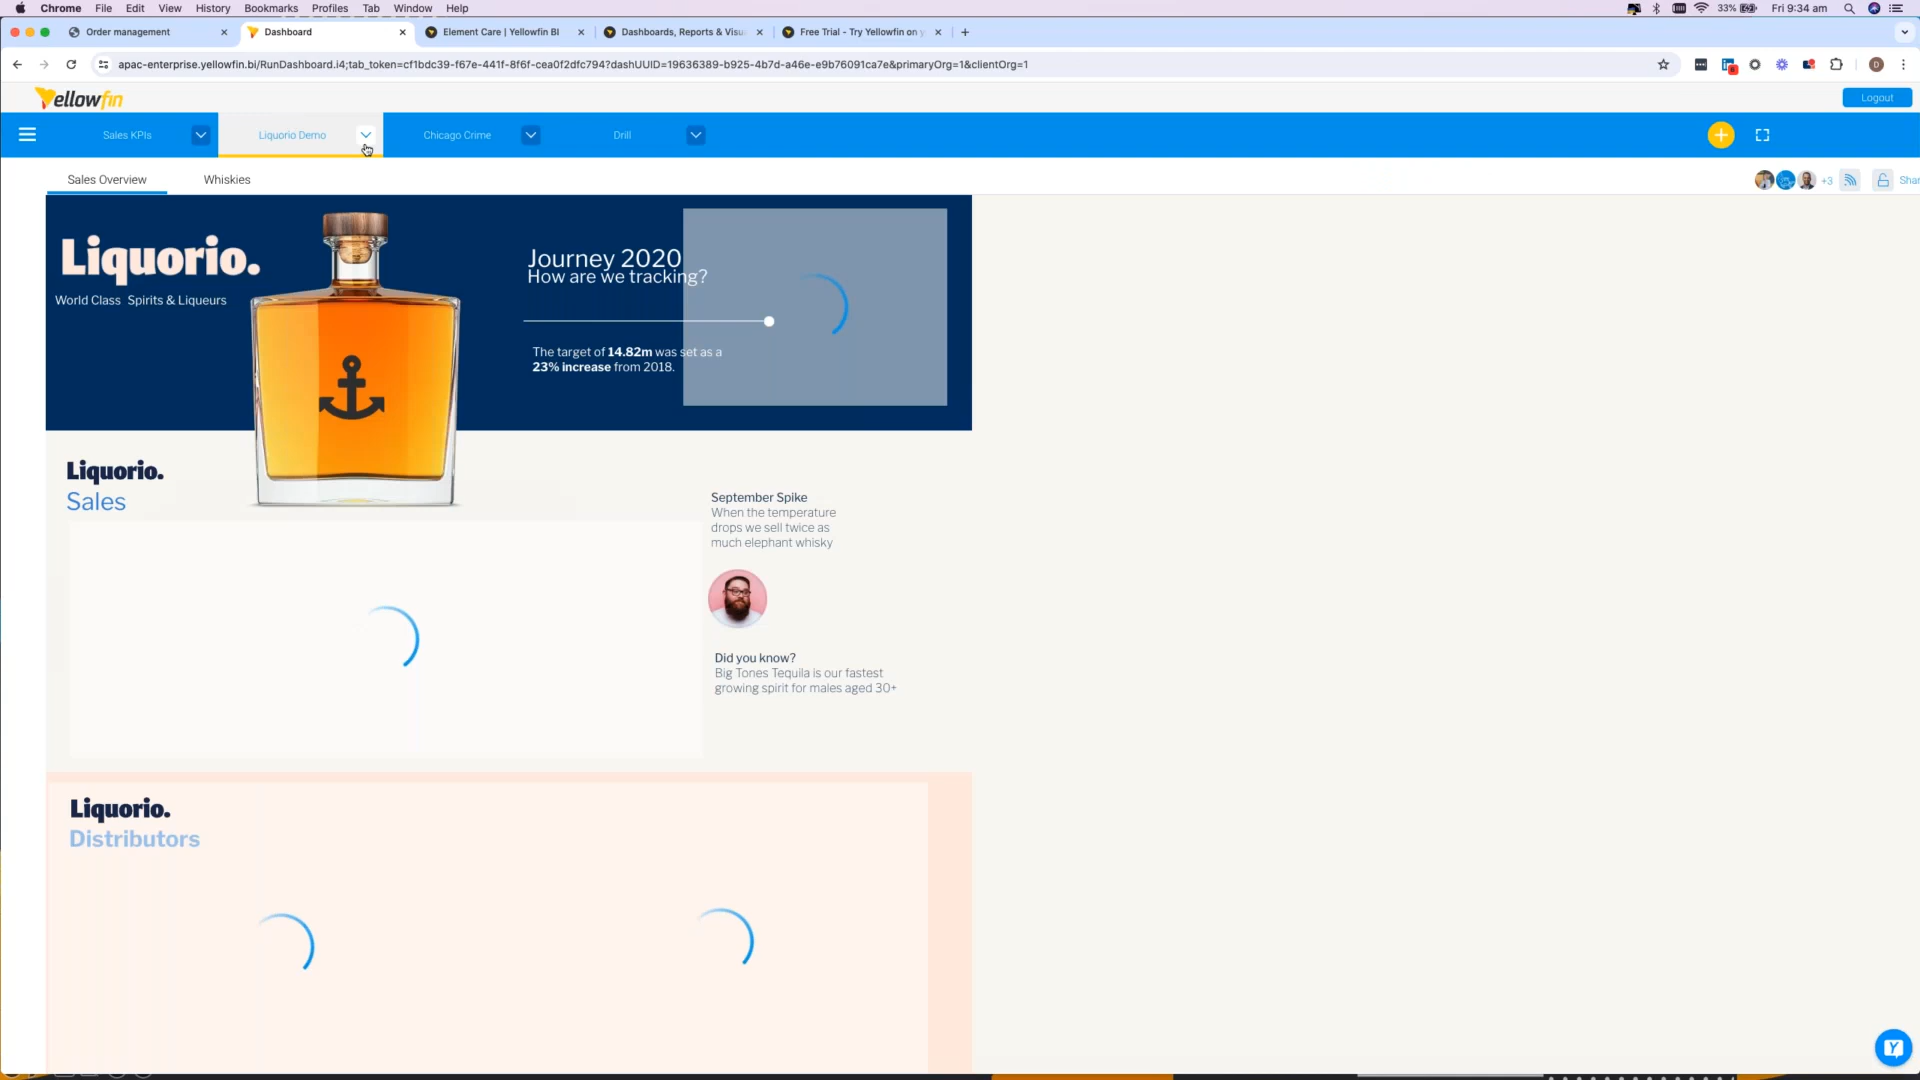 Chrome File Edit View History Bookmarks Profiles Tab Window Help 33% Fri 9:34 am
Order management Dashboard Element Care | Yellowfin BI Dashboards, Reports & Visu Free Trial - Try Yellowfin on y
apac-enterprise.yellowfin.bi/RunDashboard.i4;tab_token=cf1bdc39-f67e-441f-8f6f-cea0f2dfc794?dashUUID=19636389-b925-4b7d-a46e-e9b76091ca7e&primaryOrg=1&clientOrg=1
Yellowfin Logout
Sales KPIs Liquorio Demo Chicago Crime Drill
Sales Overview Whiskies +3 Shar
Liquorio.
World Class Spirits & Liqueurs
Journey 2020
How are we tracking?
The target of 14.82m was set as a
23% increase from 2018.
Liquorio.
Sales
September Spike
When the temperature
drops we sell twice as
much elephant whisky
Did you know?
Big Tones Tequila is our fastest
growing spirit for males aged 30+
Liquorio.
Distributors